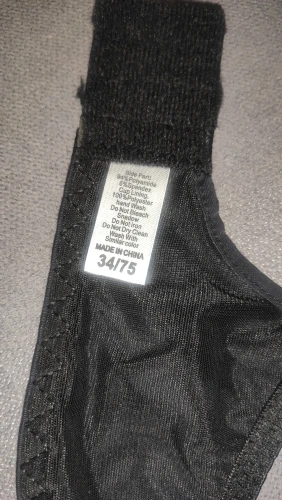 Side Part:
94%Polyamide
6%Spandex
Cup Lining.
100%Polyester
hand Wash
Do Not Bleach
Snadow
Do Not Iron
Do Not Dry Clean
Wash With
Similar color
MADE IN CHINA
34/75